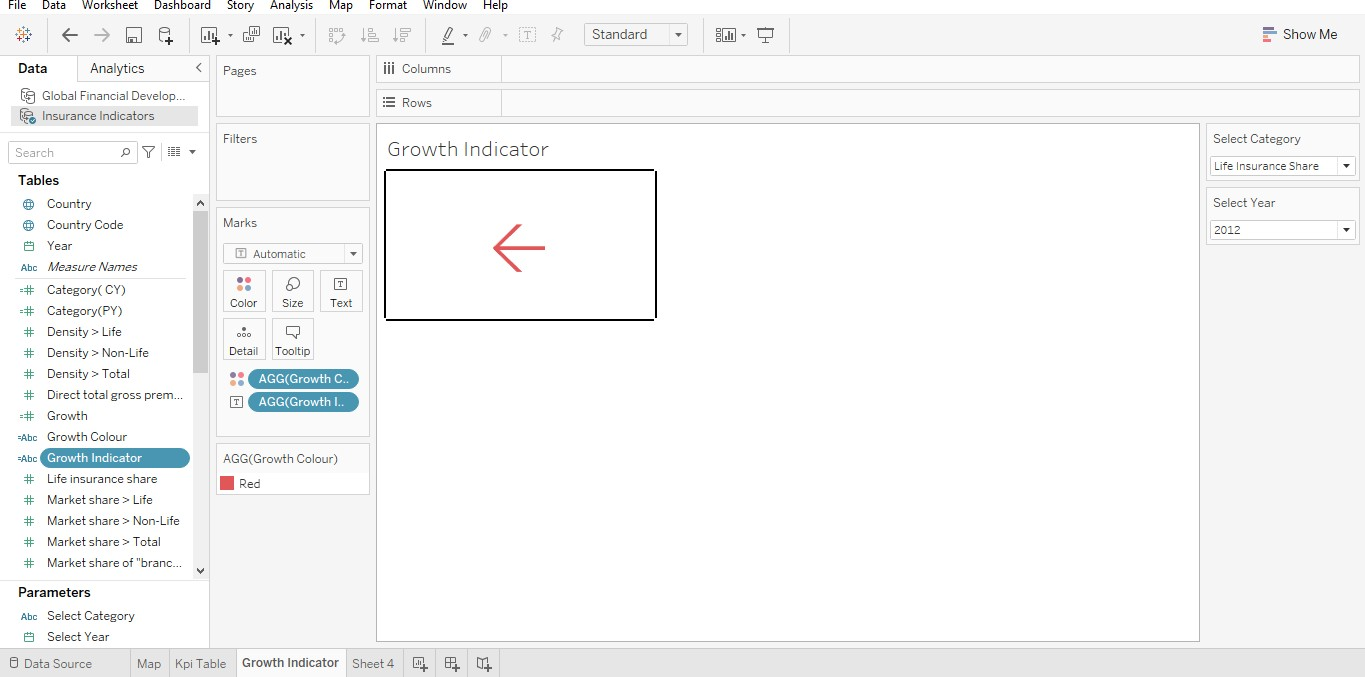 File Data Worksheet Dashboard Story Analysis Map Format Window Help
Standard
Show Me
Data Analytics
Global Financial Develop...
Insurance Indicators
Search
Tables
Country
Country Code
Year
Abc Measure Names
Category( CY)
Category(PY)
Density > Life
Density > Non-Life
Density > Total
Direct total gross prem...
Growth
=Abc Growth Colour
=Abc Growth Indicator
Life insurance share
Market share > Life
Market share > Non-Life
Market share > Total
Market share of "branc...
Parameters
Abc Select Category
Select Year
Pages
Filters
Marks
Automatic
Color Size Text
Detail Tooltip
AGG(Growth C..
AGG(Growth I..
AGG(Growth Colour)
Red
Columns
Rows
Growth Indicator
Select Category
Life Insurance Share
Select Year
2012
Data Source Map Kpi Table Growth Indicator Sheet 4